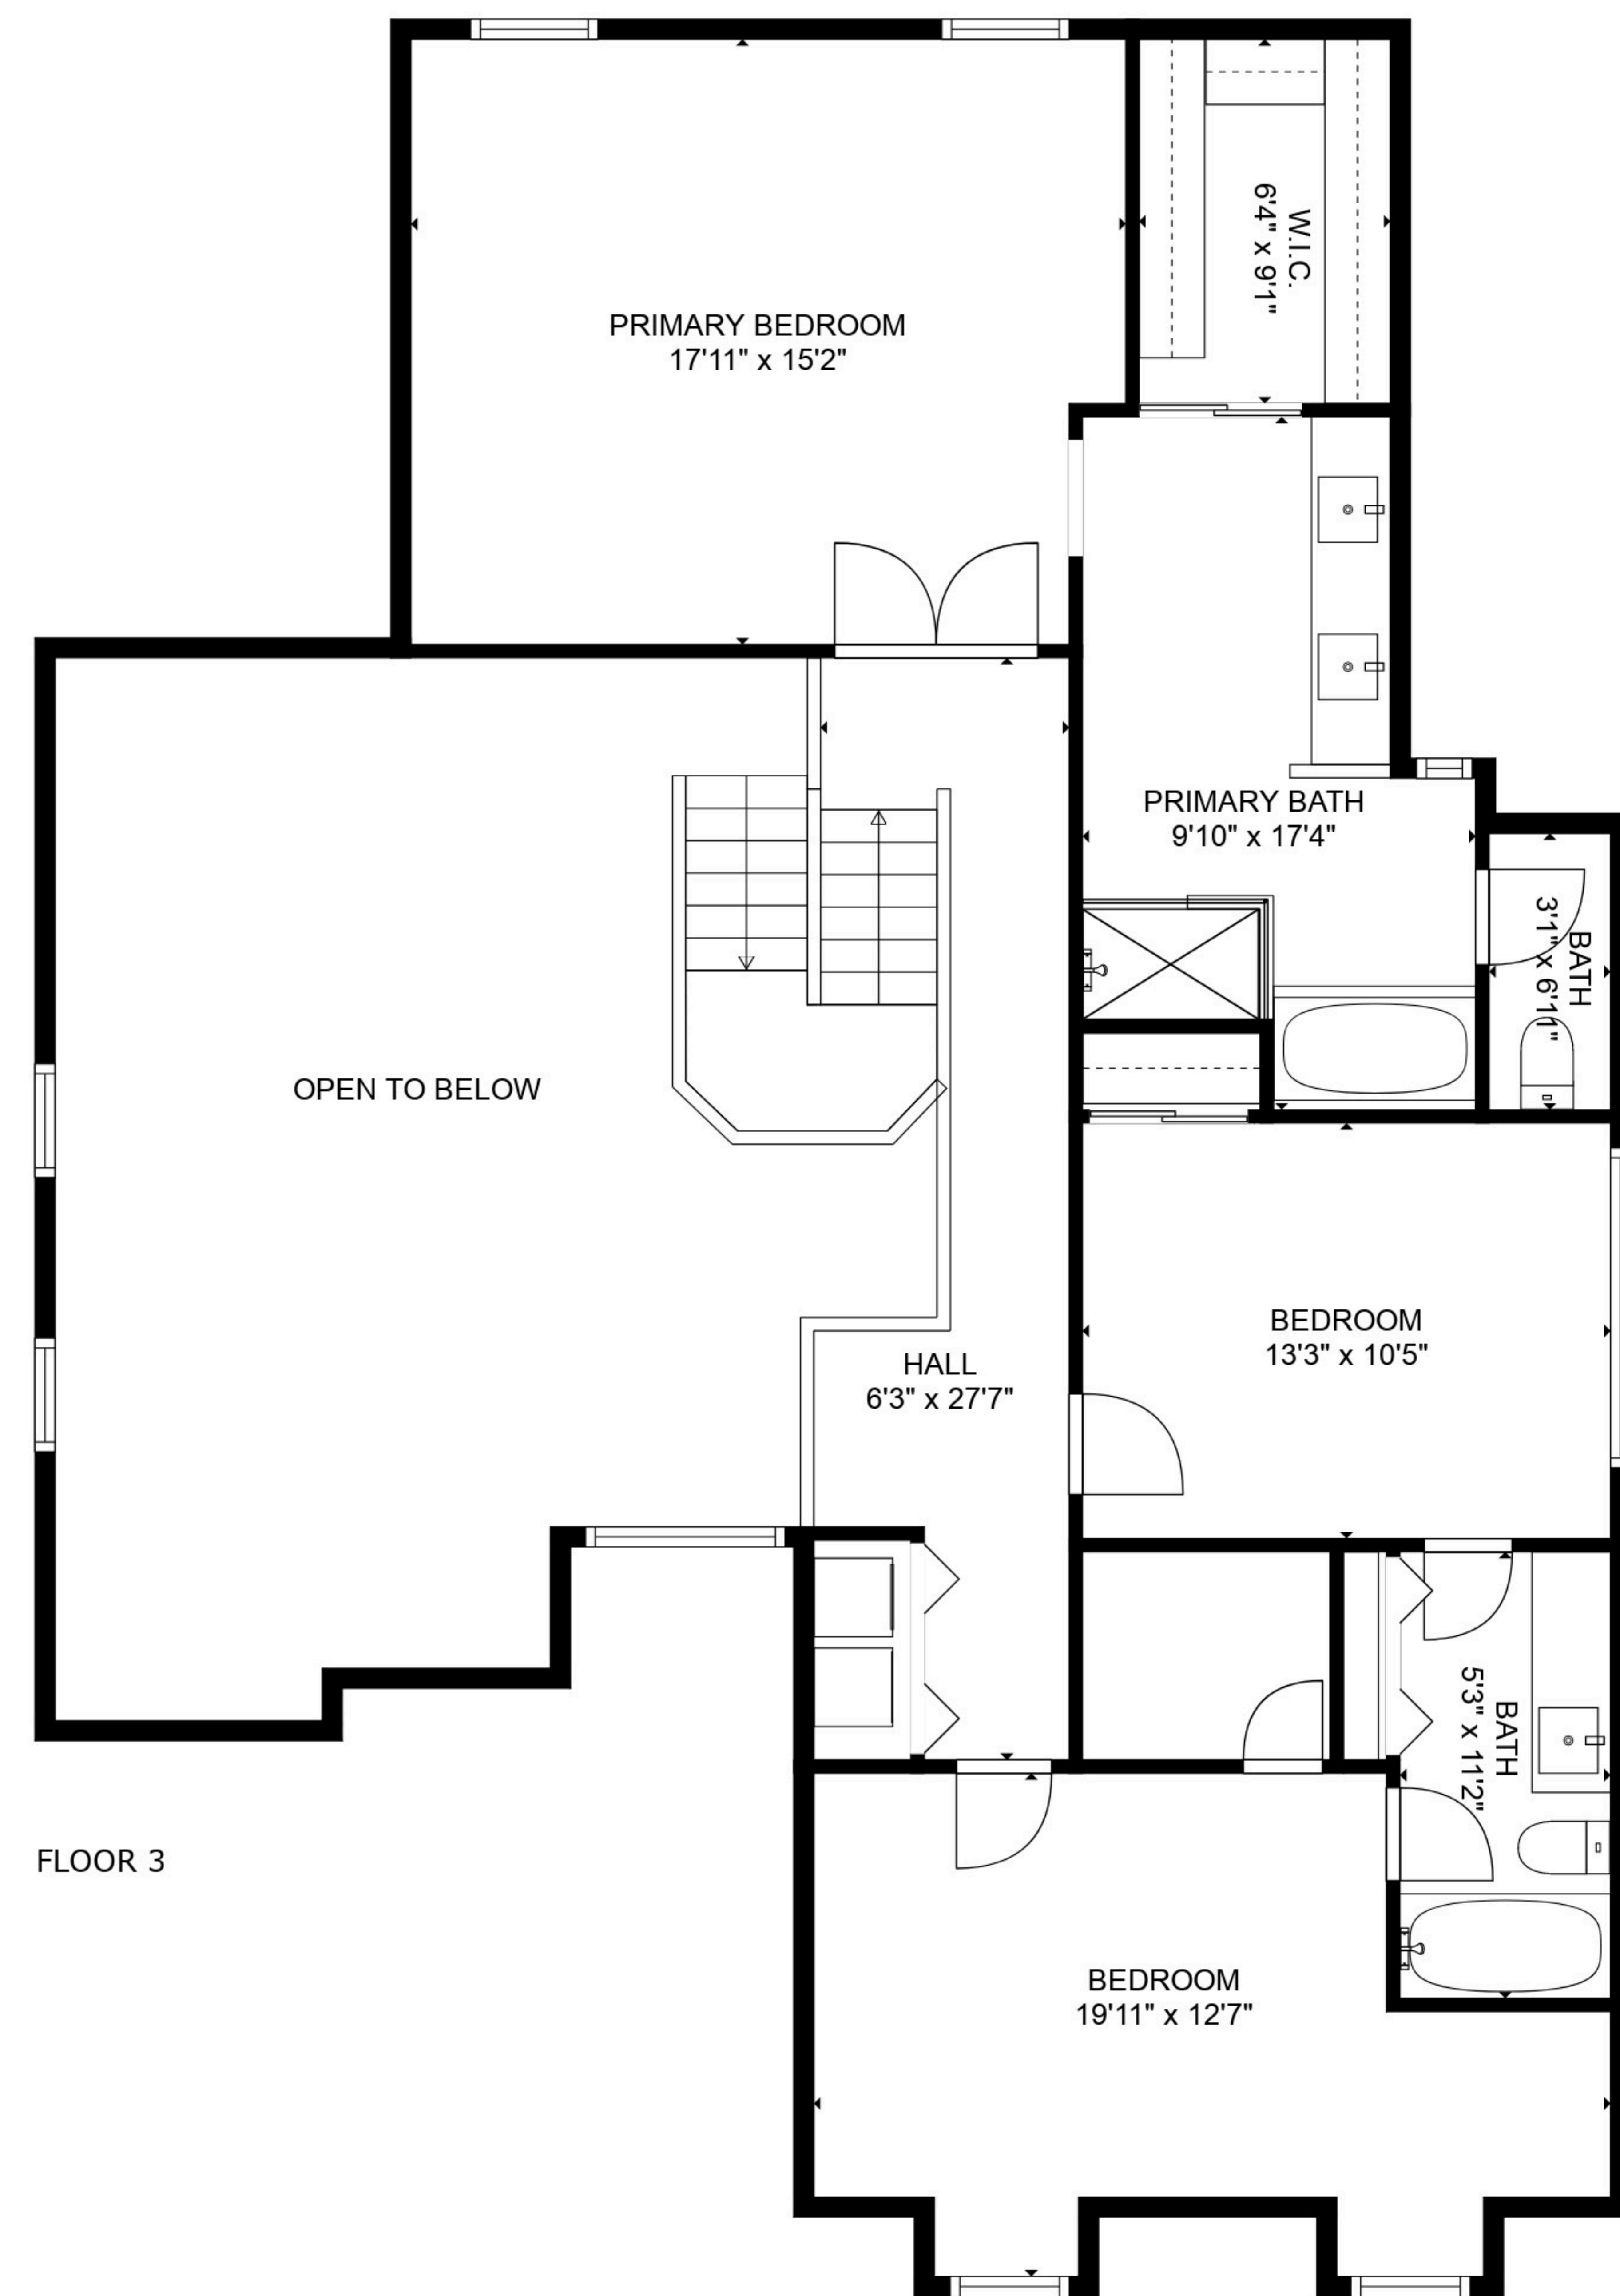 W.I.C.
6'4" x 9'1"
PRIMARY BEDROOM
17'11" x 15'2"
PRIMARY BATH
9'10" x 17'4"
BATH
3'1" x 6'11"
OPEN TO BELOW
BEDROOM
13'3" x 10'5"
HALL
6'3" x 27'7"
BATH
5'3" x 11'2"
FLOOR 3
BEDROOM
19'11" x 12'7"